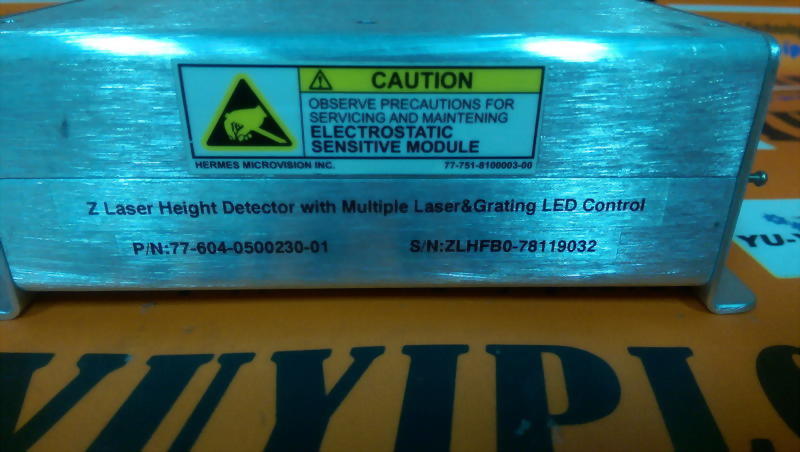 CAUTION
OBSERVE PRECAUTIONS FOR
SERVICING AND MAINTENING
ELECTROSTATIC
SENSITIVE MODULE
HERMES MICROVISION INC. 77-751-8100003-00
Z Laser Height Detector with Multiple Laser&Grating LED Control
P/N:77-604-0500230-01 S/N:ZLHFB0-78119032
YUYIPLS